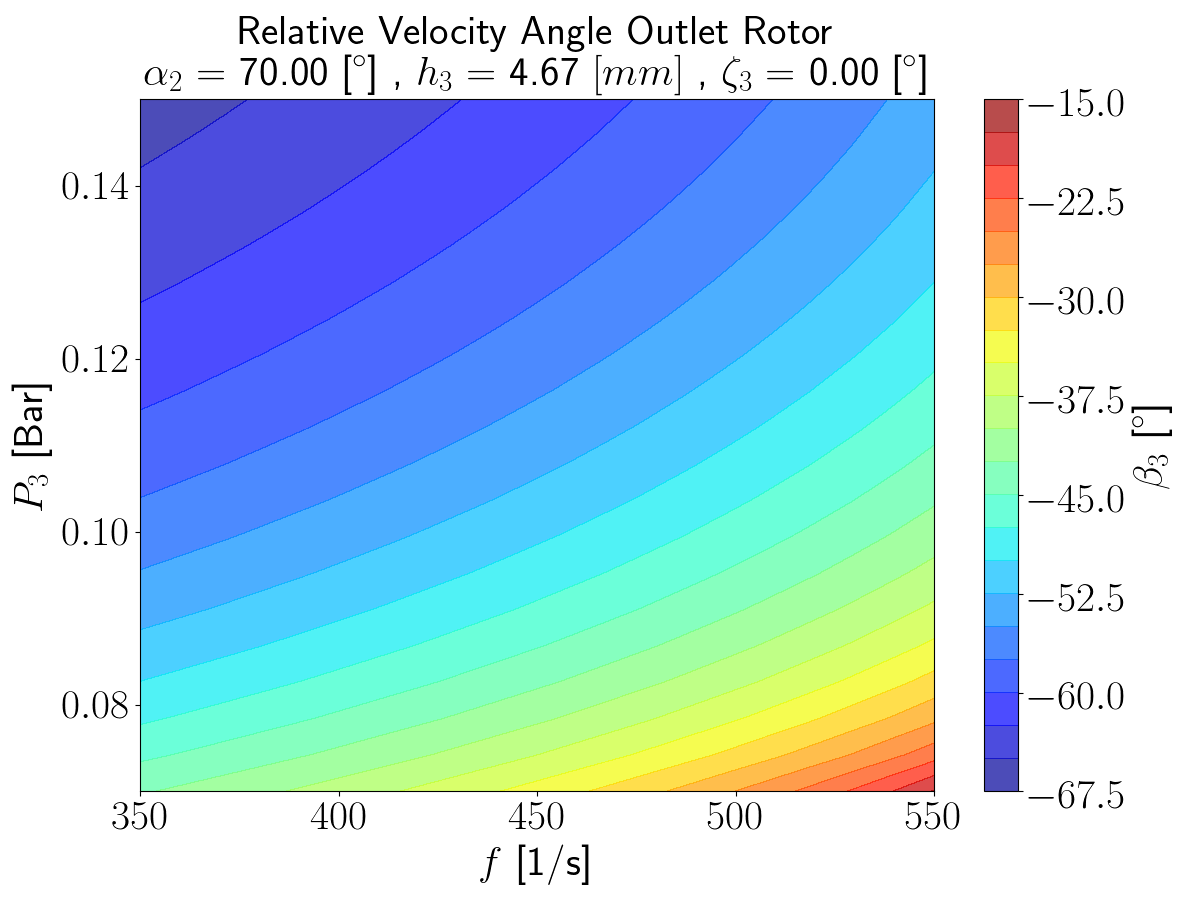 Relative Velocity Angle Outlet Rotor
α₂ = 70.00 [°] , h₃ = 4.67 [mm] , ζ₃ = 0.00 [°]
P₃ [Bar]
0.14
0.12
0.10
0.08
350 400 450 500 550
f [1/s]
−15.0
−22.5
−30.0
−37.5
−45.0
−52.5
−60.0
−67.5
β₃ [°]